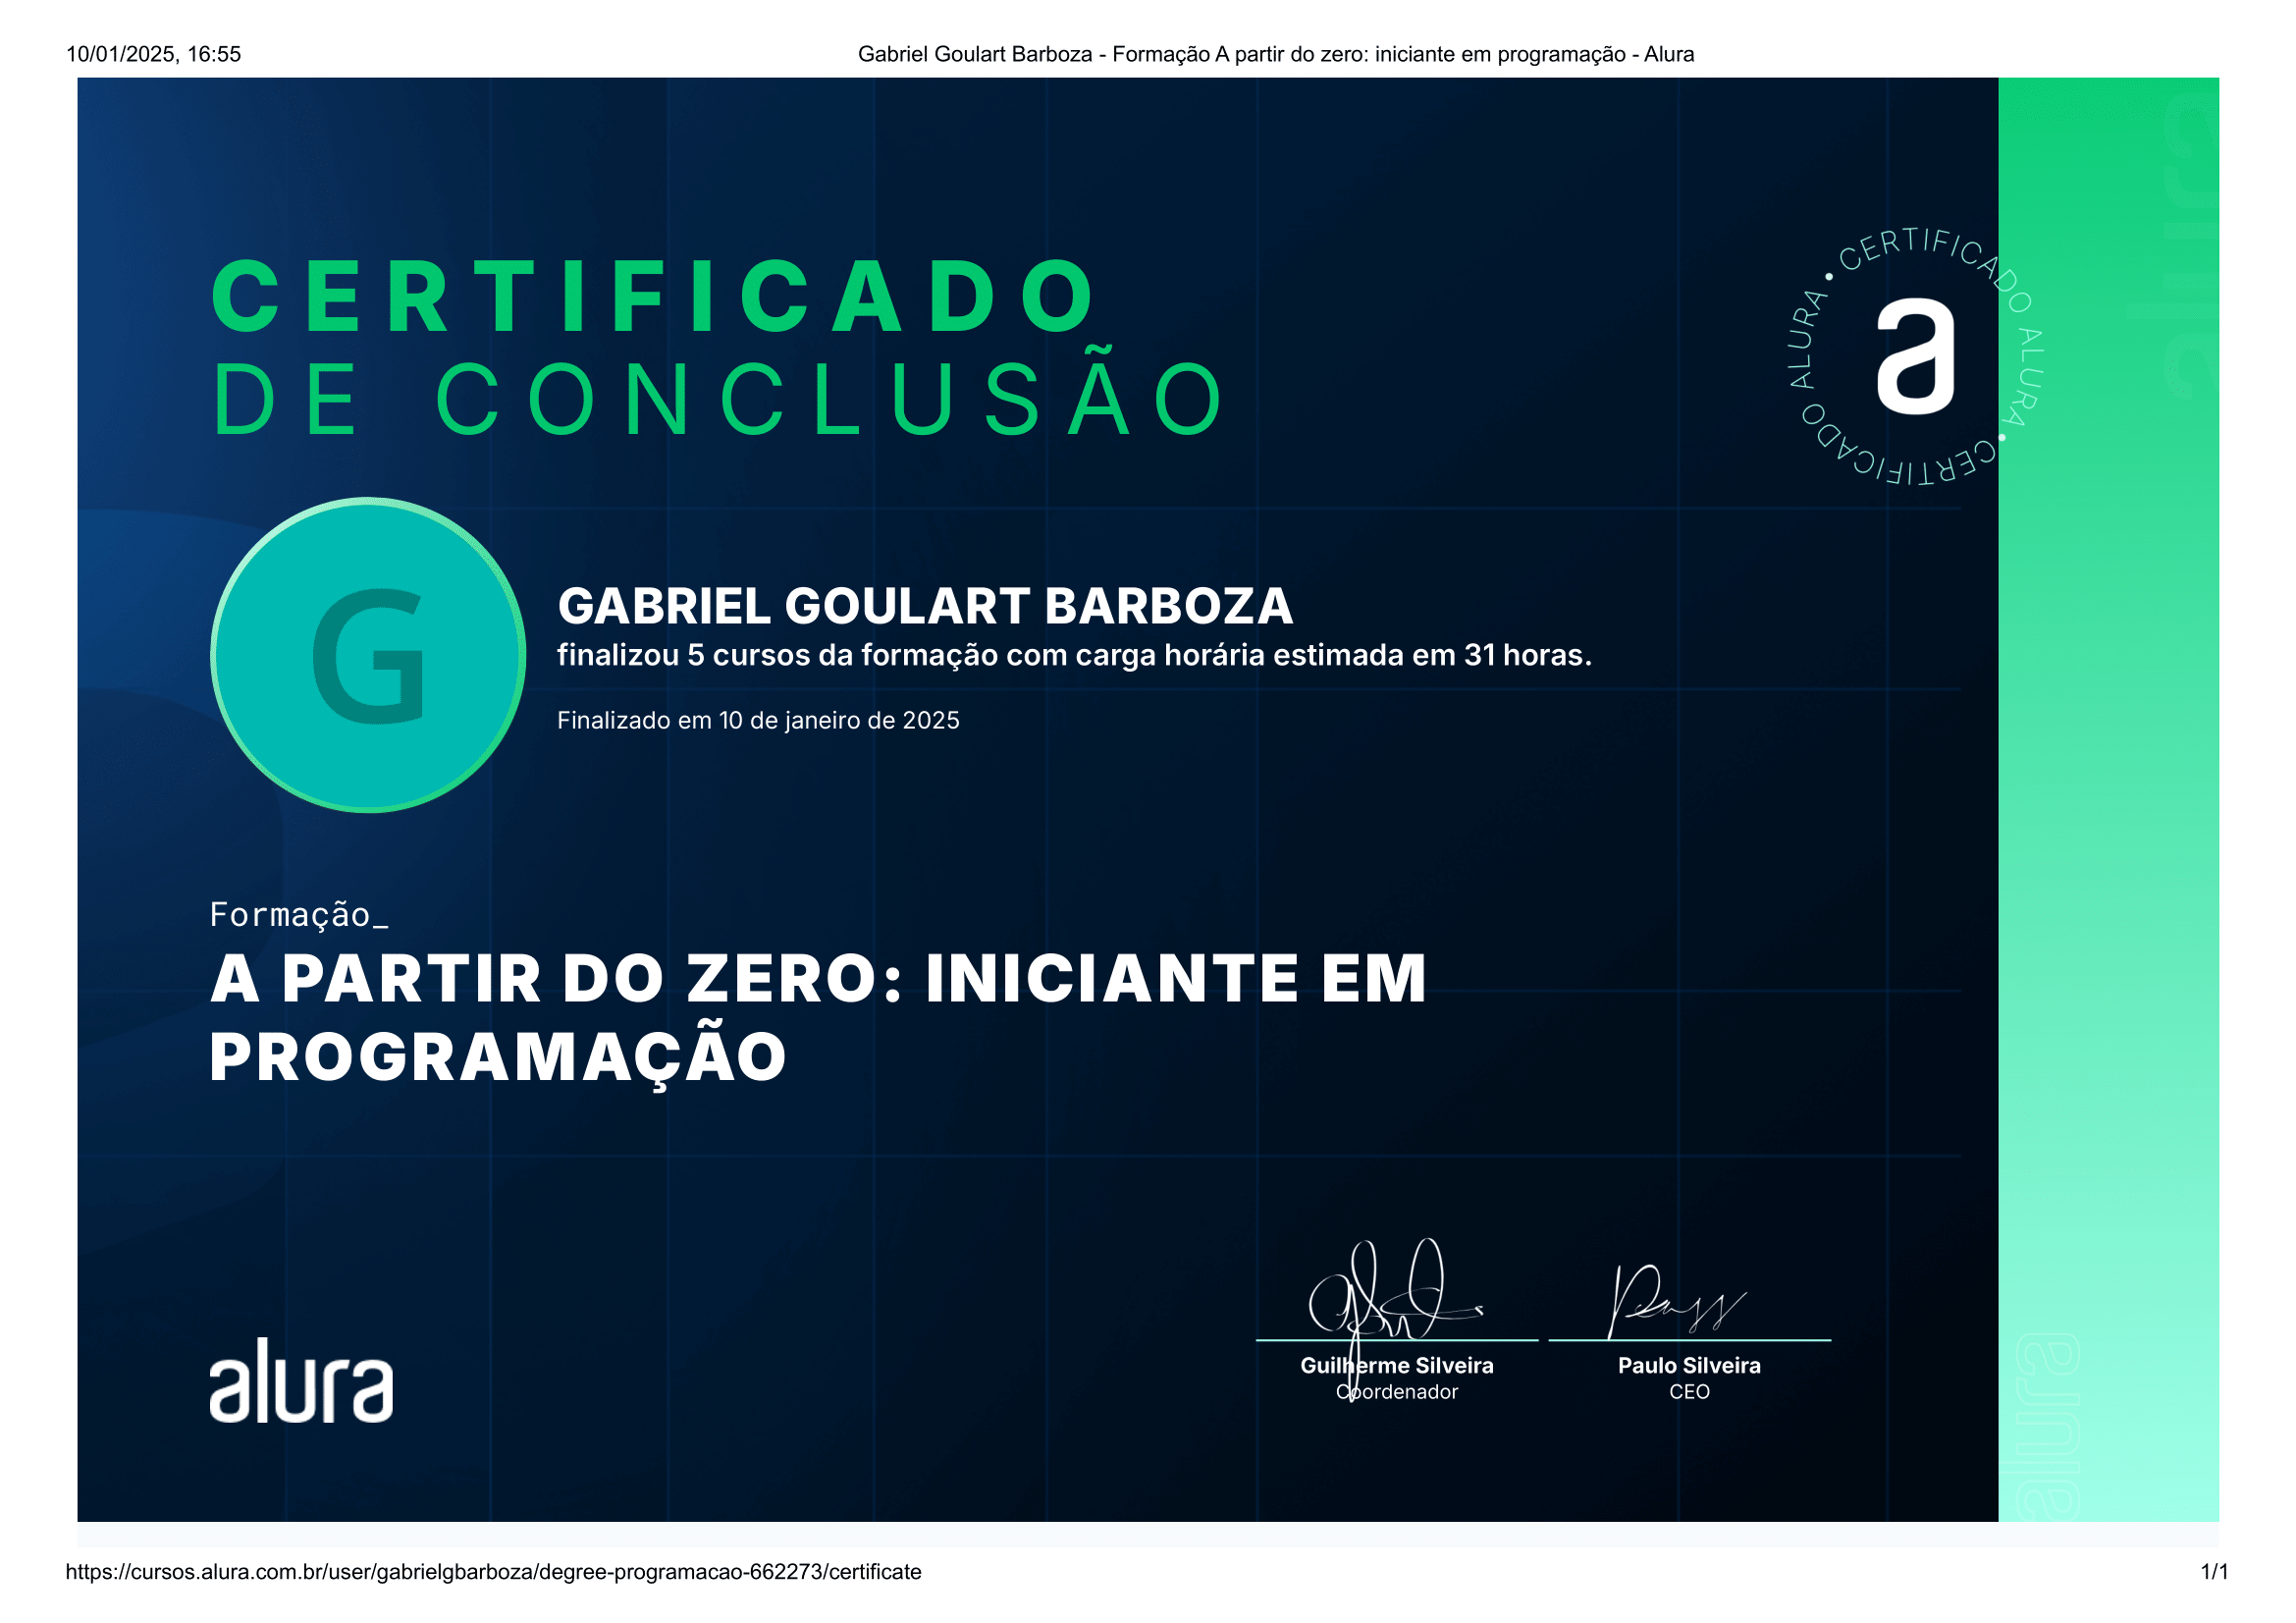 10/01/2025, 16:55
Gabriel Goulart Barboza - Formação A partir do zero: iniciante em programação - Alura
CERTIFICADO
DE CONCLUSÃO
• CERTIFICADO ALURA • CERTIFICADO ALURA
a
alura
G
GABRIEL GOULART BARBOZA
finalizou 5 cursos da formação com carga horária estimada em 31 horas.
Finalizado em 10 de janeiro de 2025
Formação_
A PARTIR DO ZERO: INICIANTE EM
PROGRAMAÇÃO
Guilherme Silveira
Coordenador
Paulo Silveira
CEO
alura
alura
https://cursos.alura.com.br/user/gabrielgbarboza/degree-programacao-662273/certificate
1/1